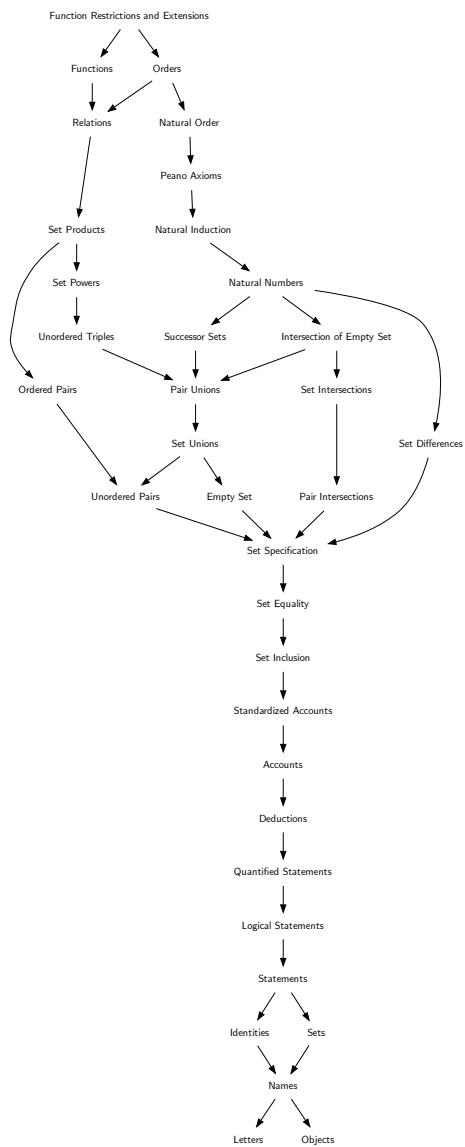 Function Restrictions and Extensions
Functions
Orders
Relations
Natural Order
Peano Axioms
Set Products
Natural Induction
Set Powers
Natural Numbers
Unordered Triples
Successor Sets
Intersection of Empty Set
Ordered Pairs
Pair Unions
Set Intersections
Set Unions
Set Differences
Unordered Pairs
Empty Set
Pair Intersections
Set Specification
Set Equality
Set Inclusion
Standardized Accounts
Accounts
Deductions
Quantified Statements
Logical Statements
Statements
Identities
Sets
Names
Letters
Objects